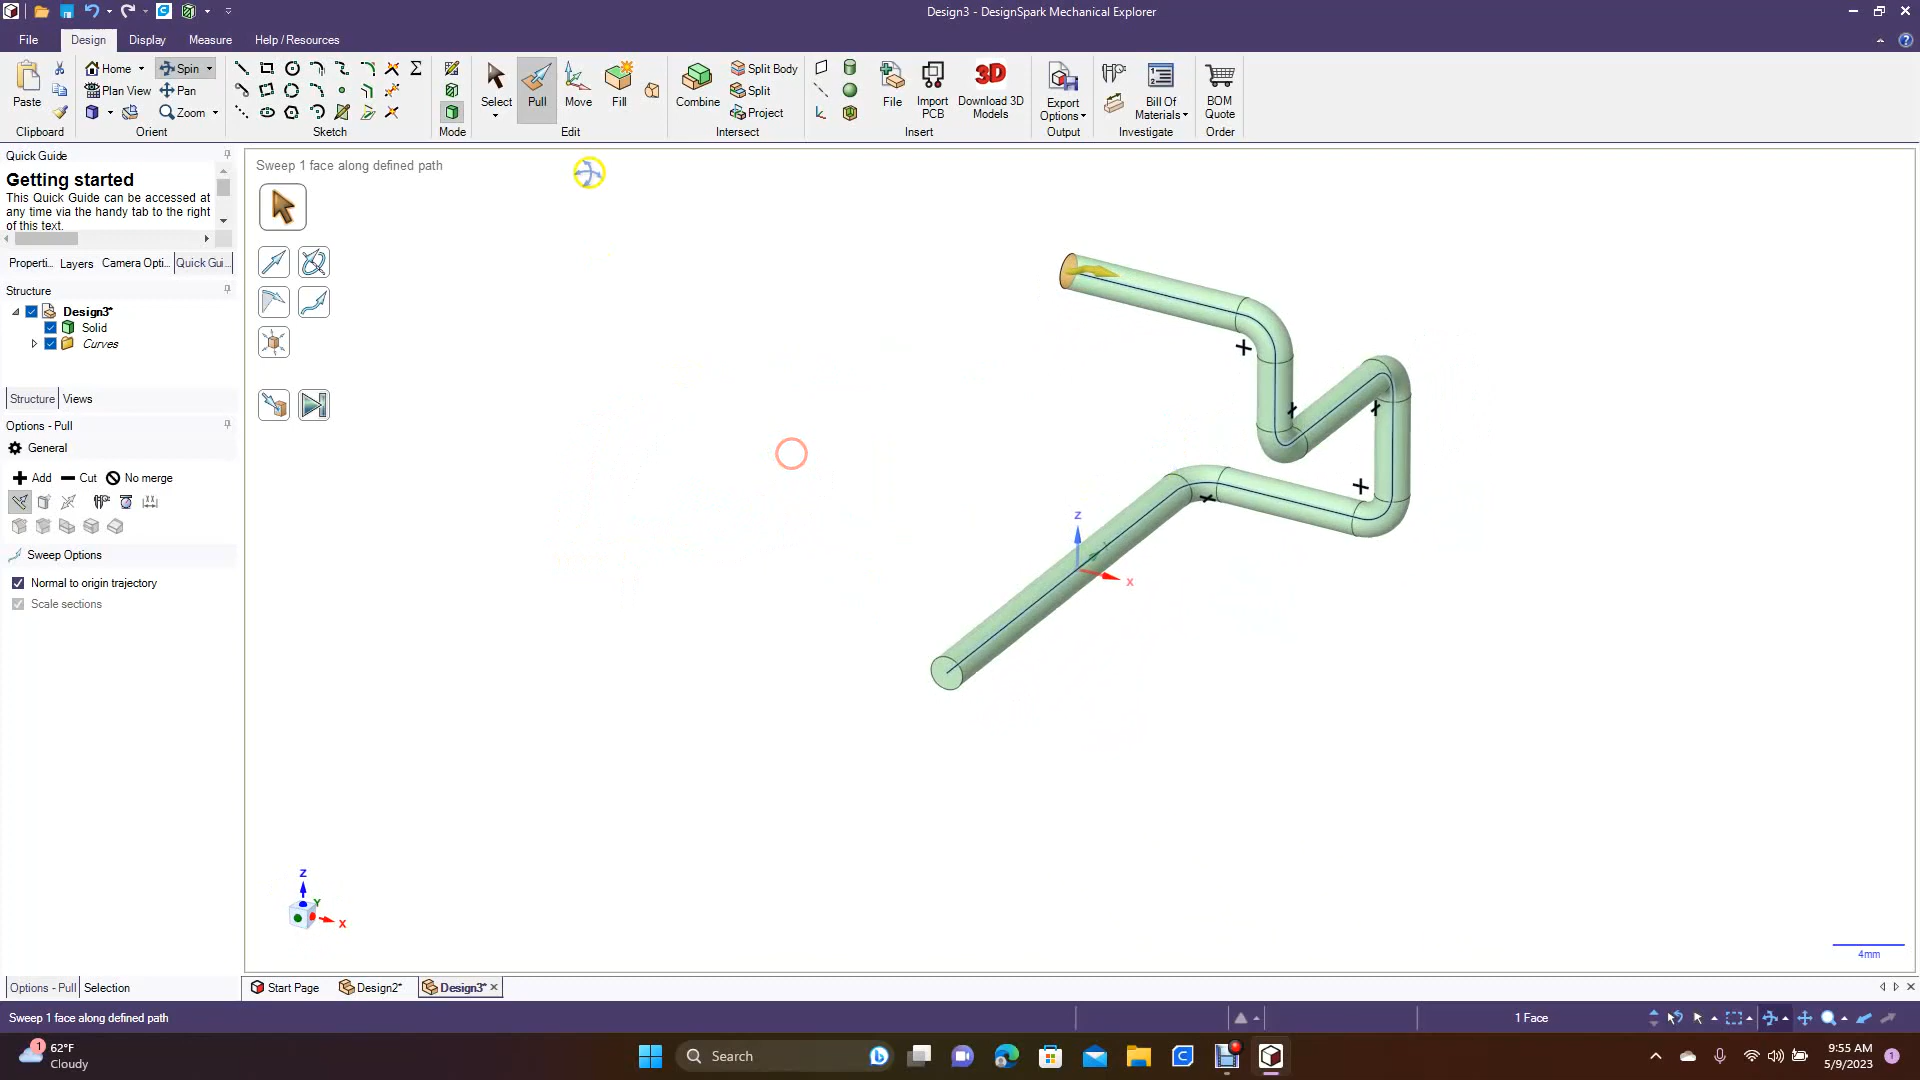 Design3 - DesignSpark Mechanical Explorer
File Design Display Measure Help / Resources
Paste
Clipboard
Home Spin
Plan View Pan
Zoom
Orient
Sketch
Mode
Select Pull Move Fill
Edit
Combine
Split Body
Split
Project
Intersect
File
Import PCB
Download 3D Models
3D
Insert
Export Options
Output
Bill Of Materials
Investigate
BOM Quote
Order
Quick Guide
Getting started
This Quick Guide can be accessed at
any time via the handy tab to the right
of this text.
Properti... Layers Camera Opti... Quick Gui...
Structure
Design3*
Solid
Curves
Structure Views
Options - Pull
General
Add Cut No merge
Sweep Options
Normal to origin trajectory
Scale sections
Sweep 1 face along defined path
Z
X
Z
Y
X
4mm
Options - Pull Selection
Start Page Design2* Design3*
Sweep 1 face along defined path
1 Face
1
62°F
Cloudy
Search
9:55 AM
5/9/2023
1